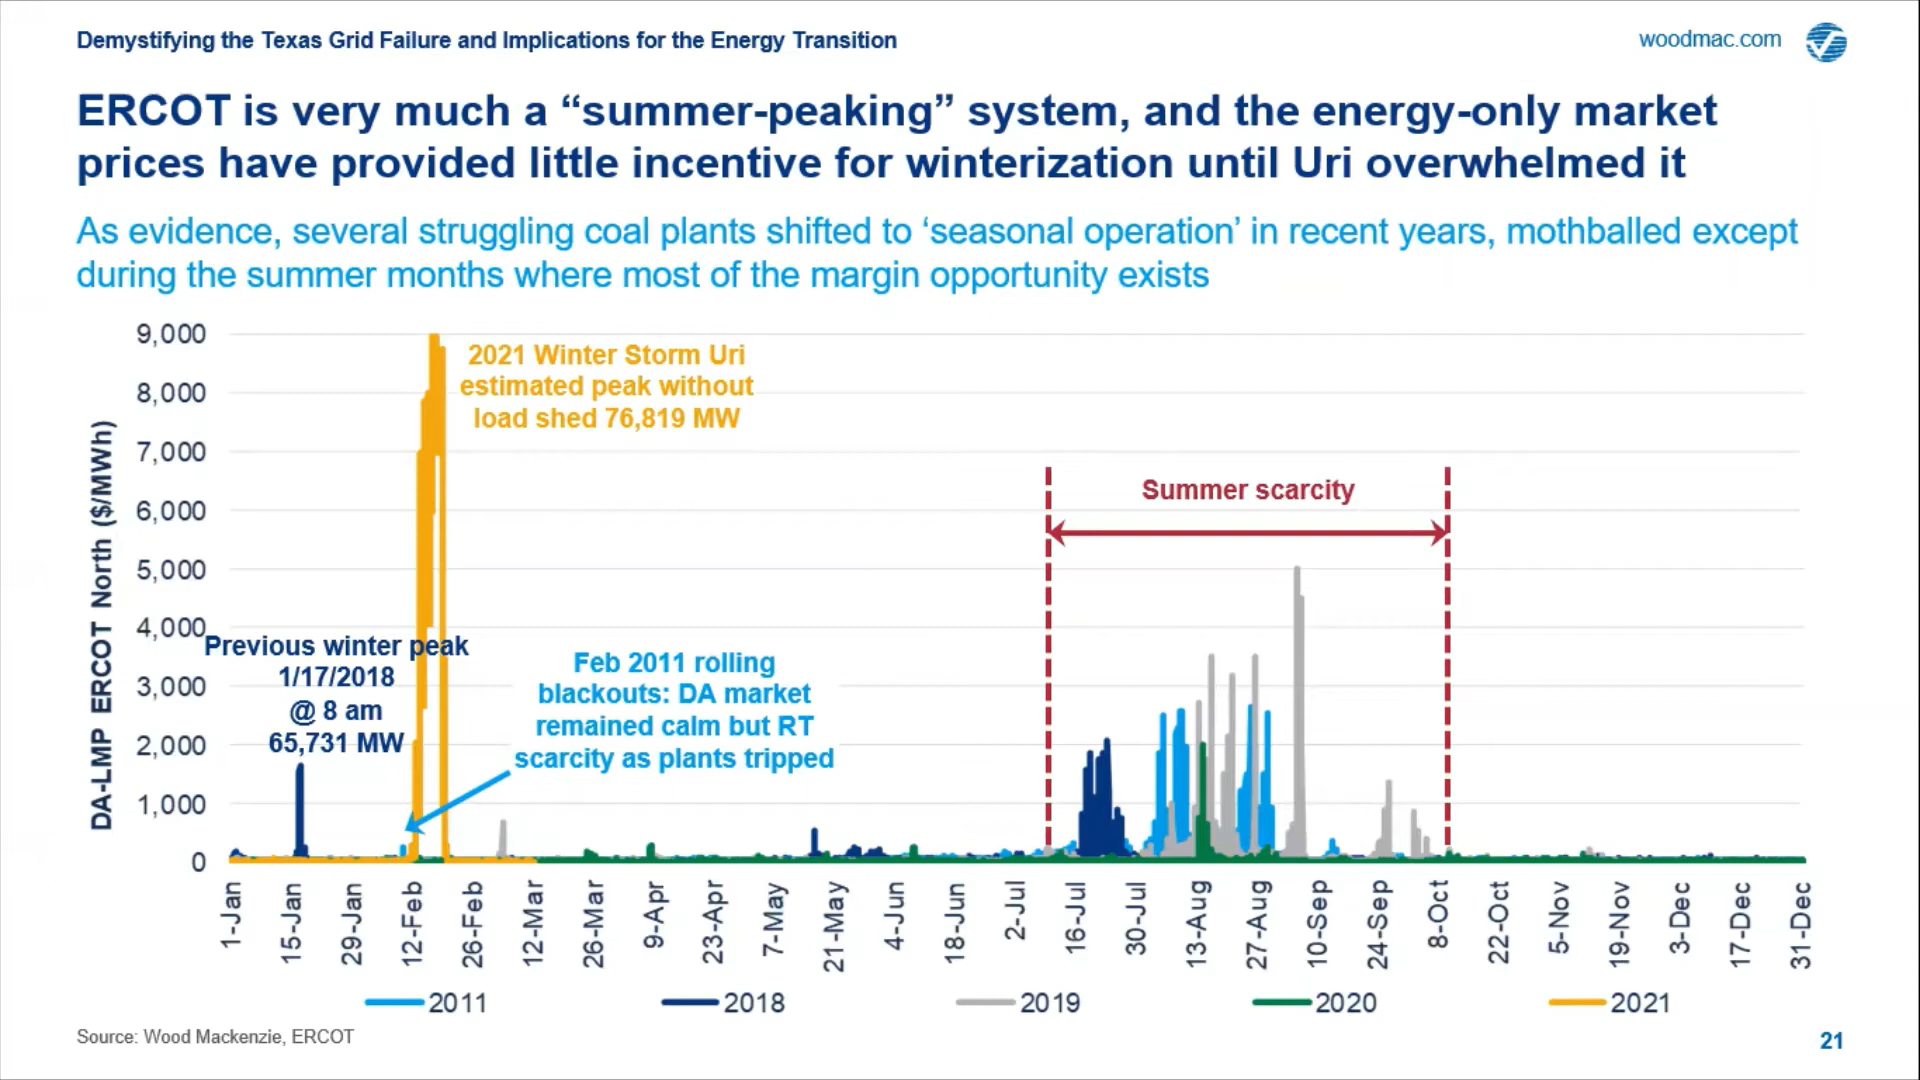 Demystifying the Texas Grid Failure and Implications for the Energy Transition
woodmac.com
ERCOT is very much a “summer-peaking” system, and the energy-only market
prices have provided little incentive for winterization until Uri overwhelmed it
As evidence, several struggling coal plants shifted to ‘seasonal operation’ in recent years, mothballed except
during the summer months where most of the margin opportunity exists
DA-LMP ERCOT North ($/MWh)
9,000
8,000
7,000
6,000
5,000
4,000
3,000
2,000
1,000
0
2021 Winter Storm Uri
estimated peak without
load shed 76,819 MW
Summer scarcity
Previous winter peak
1/17/2018
@ 8 am
65,731 MW
Feb 2011 rolling
blackouts: DA market
remained calm but RT
scarcity as plants tripped
1-Jan
15-Jan
29-Jan
12-Feb
26-Feb
12-Mar
26-Mar
9-Apr
23-Apr
7-May
21-May
4-Jun
18-Jun
2-Jul
16-Jul
30-Jul
13-Aug
27-Aug
10-Sep
24-Sep
8-Oct
22-Oct
5-Nov
19-Nov
3-Dec
17-Dec
31-Dec
2011
2018
2019
2020
2021
Source: Wood Mackenzie, ERCOT
21